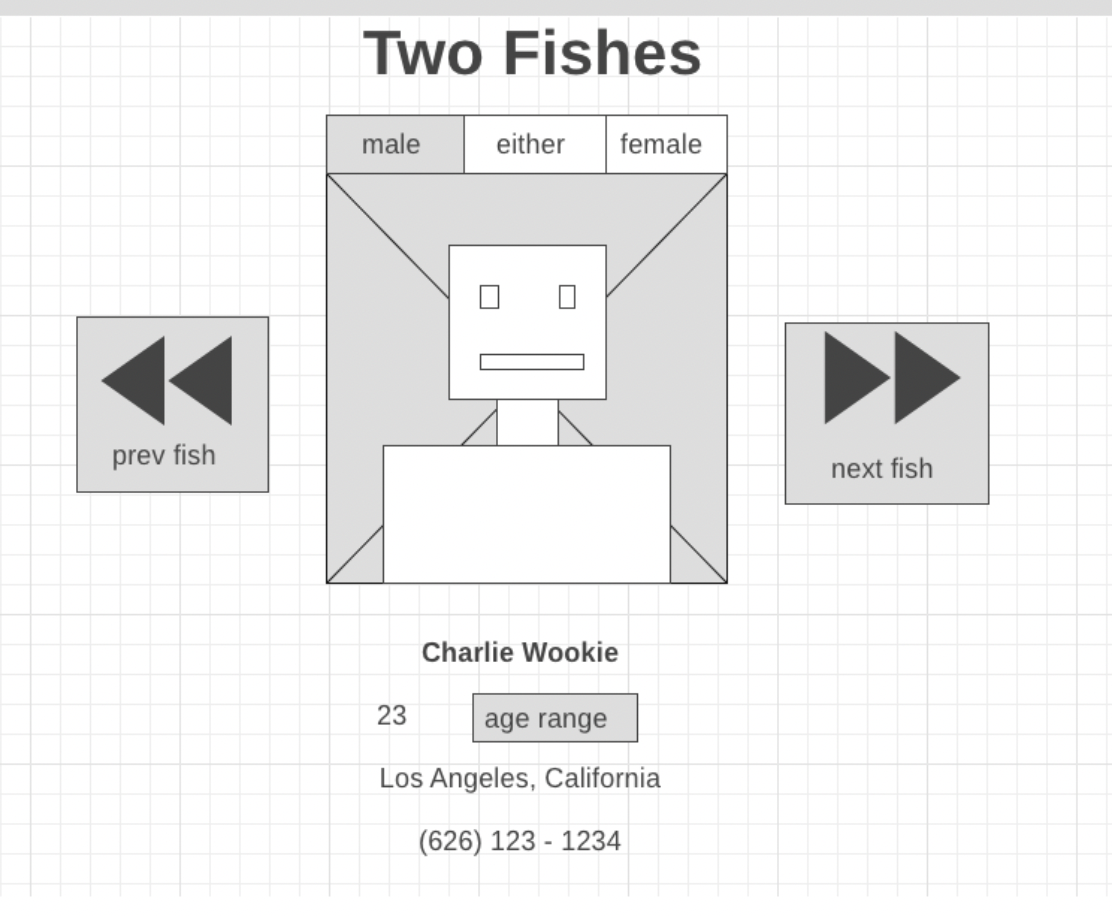 Two Fishes
male either female
prev fish
next fish
Charlie Wookie
23 age range
Los Angeles, California
(626) 123 - 1234